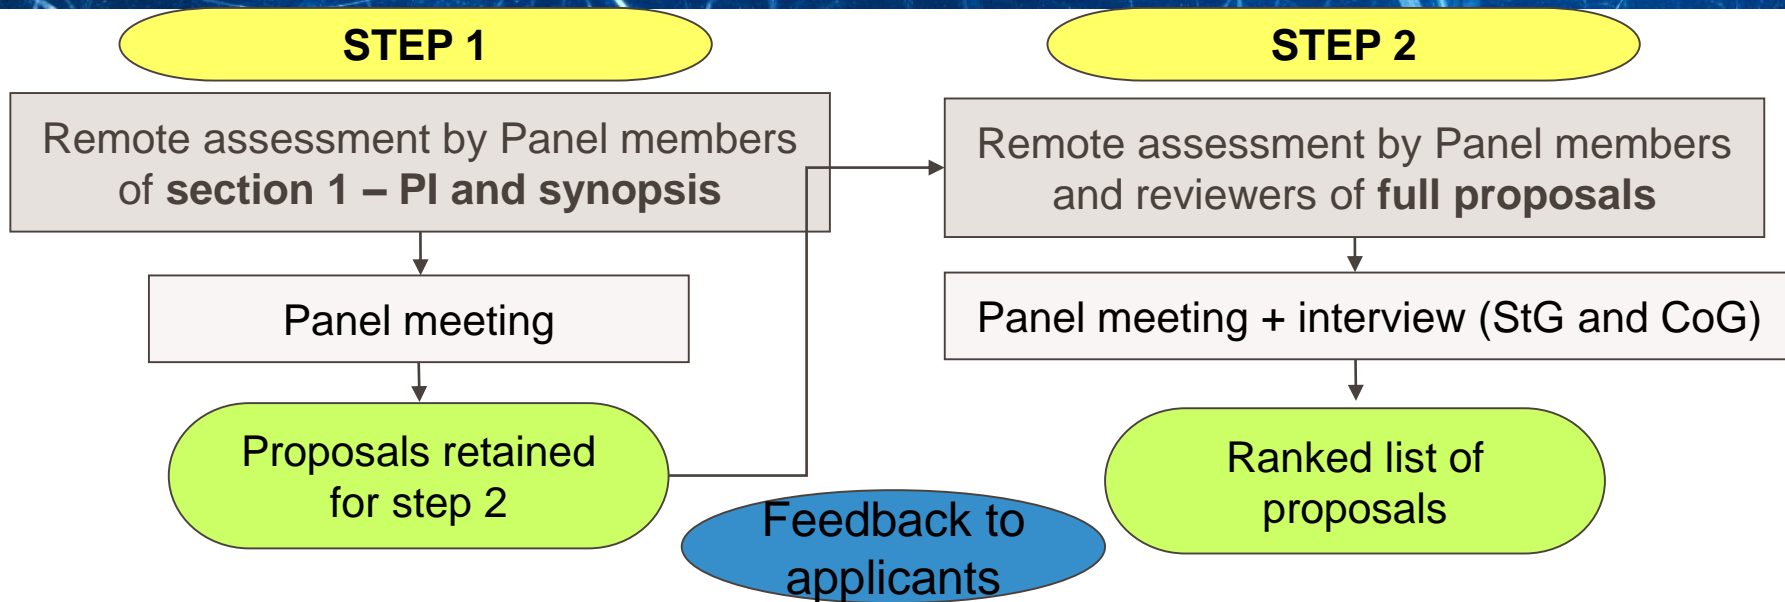 STEP 1
Remote assessment by Panel members
of section 1 – PI and synopsis
Panel meeting
Proposals retained
for step 2
STEP 2
Remote assessment by Panel members
and reviewers of full proposals
Panel meeting + interview (StG and CoG)
Ranked list of
proposals
Feedback to
applicants